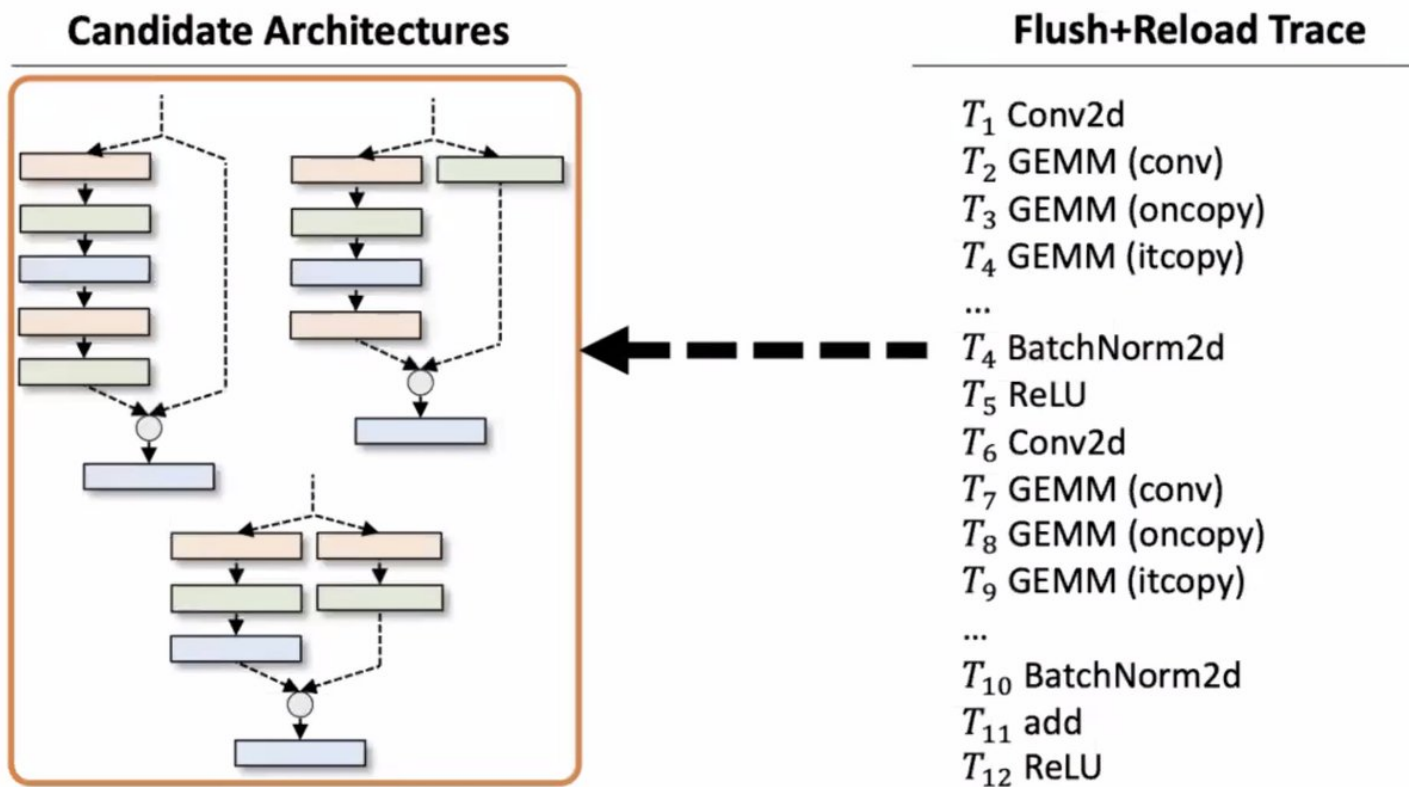 Candidate Architectures
Flush+Reload Trace
T₁ Conv2d
T₂ GEMM (conv)
T₃ GEMM (oncopy)
T₄ GEMM (itcopy)
...
T₄ BatchNorm2d
T₅ ReLU
T₆ Conv2d
T₇ GEMM (conv)
T₈ GEMM (oncopy)
T₉ GEMM (itcopy)
...
T₁₀ BatchNorm2d
T₁₁ add
T₁₂ ReLU